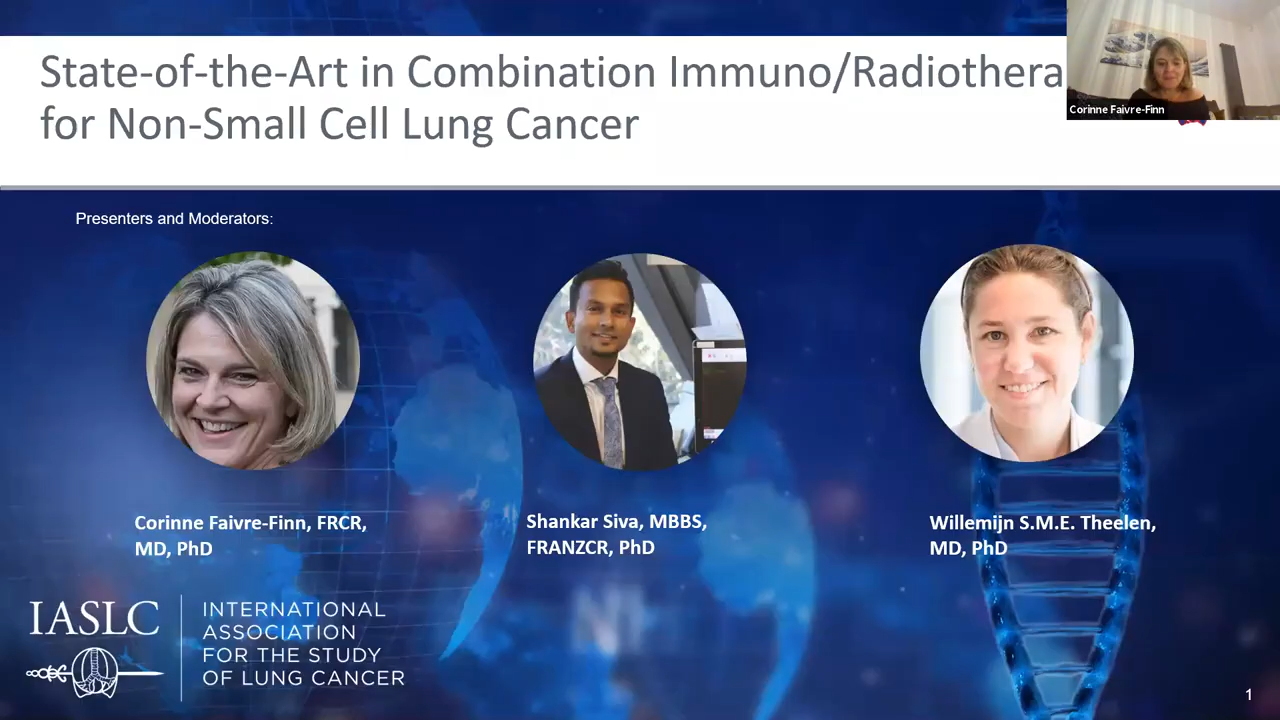 State-of-the-Art in Combination Immuno/Radiothera
for Non-Small Cell Lung Cancer
Corinne Faivre-Finn
Presenters and Moderators:
Corinne Faivre-Finn, FRCR,
MD, PhD
Shankar Siva, MBBS,
FRANZCR, PhD
Willemijn S.M.E. Theelen,
MD, PhD
IASLC
INTERNATIONAL
ASSOCIATION
FOR THE STUDY
OF LUNG CANCER
1